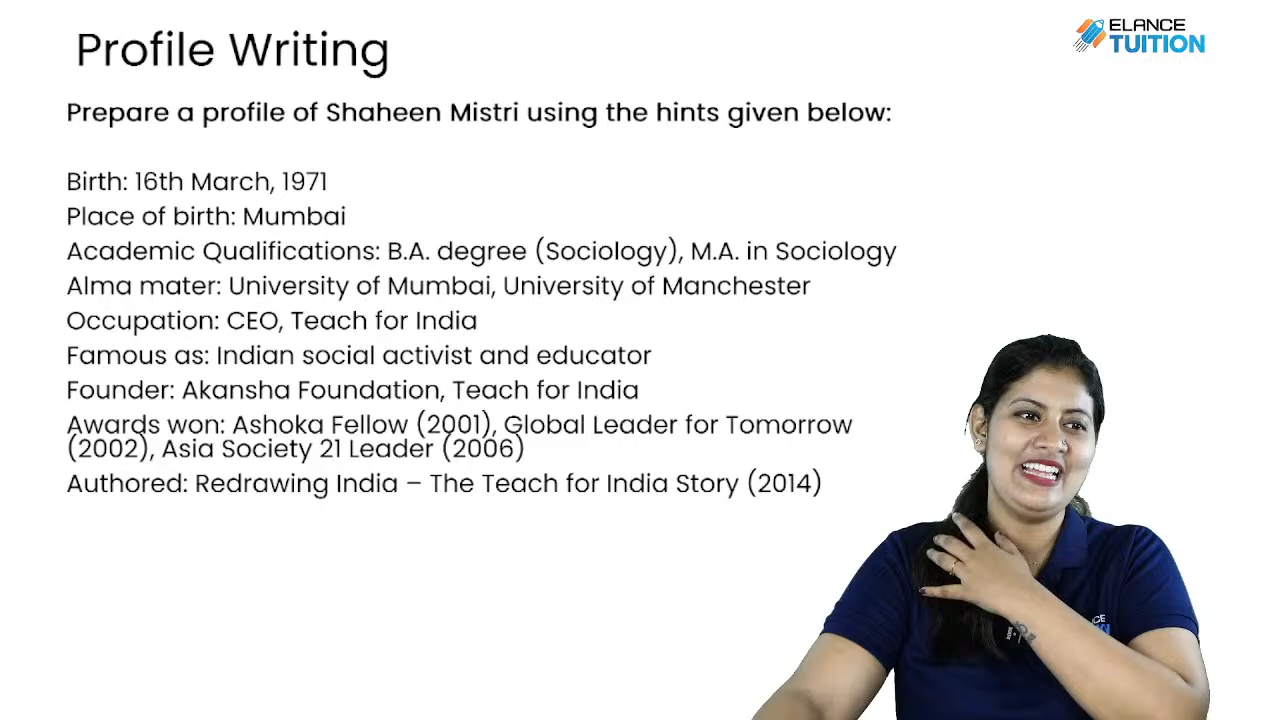 Profile Writing
ELANCE
TUITION
Prepare a profile of Shaheen Mistri using the hints given below:
Birth: 16th March, 1971
Place of birth: Mumbai
Academic Qualifications: B.A. degree (Sociology), M.A. in Sociology
Alma mater: University of Mumbai, University of Manchester
Occupation: CEO, Teach for India
Famous as: Indian social activist and educator
Founder: Akansha Foundation, Teach for India
Awards won: Ashoka Fellow (2001), Global Leader for Tomorrow
(2002), Asia Society 21 Leader (2006)
Authored: Redrawing India – The Teach for India Story (2014)